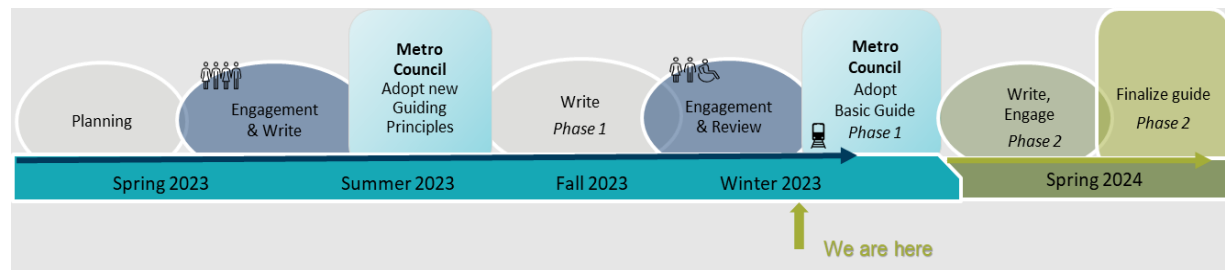 Planning
Engagement
& Write
Metro
Council
Adopt new
Guiding
Principles
Write
Phase 1
Engagement
& Review
Metro
Council
Adopt
Basic Guide
Phase 1
Write,
Engage
Phase 2
Finalize guide
Phase 2
Spring 2023
Summer 2023
Fall 2023
Winter 2023
Spring 2024
We are here